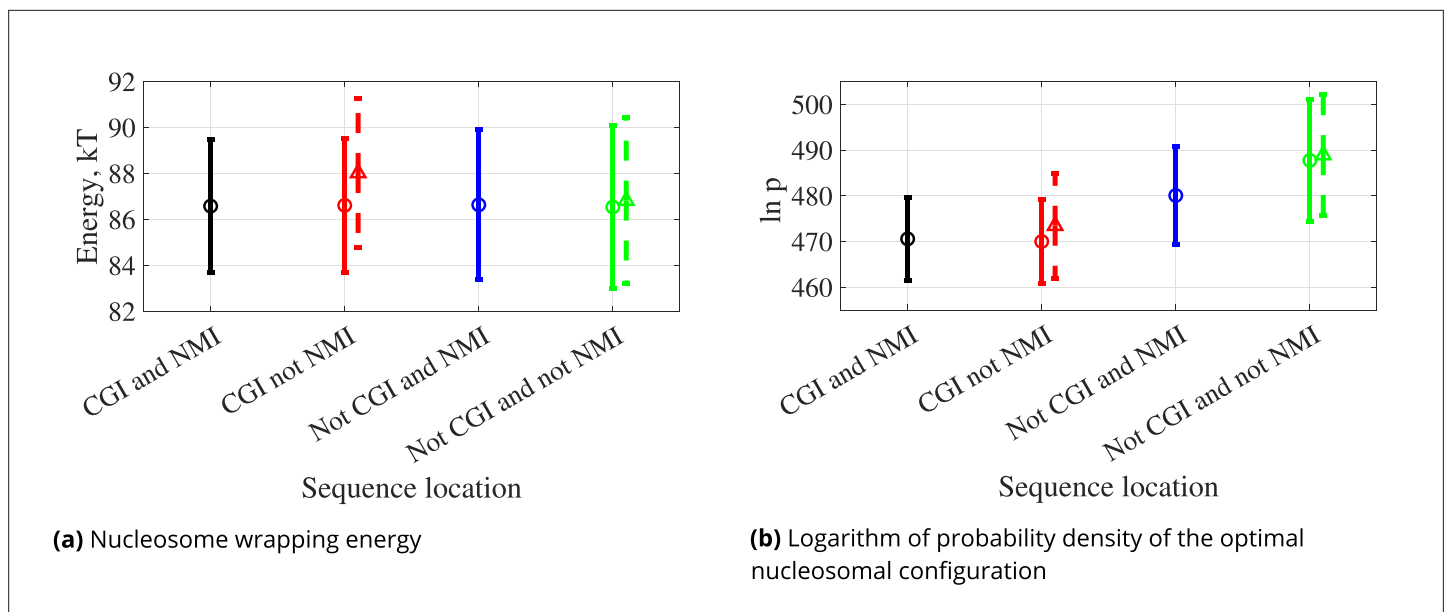 92
90
88
86
84
82
Energy, kT
CGI and NMI
CGI not NMI
Not CGI and NMI
Not CGI and not NMI
Sequence location
(a) Nucleosome wrapping energy
500
490
480
470
460
ln p
CGI and NMI
CGI not NMI
Not CGI and NMI
Not CGI and not NMI
Sequence location
(b) Logarithm of probability density of the optimal
nucleosomal configuration